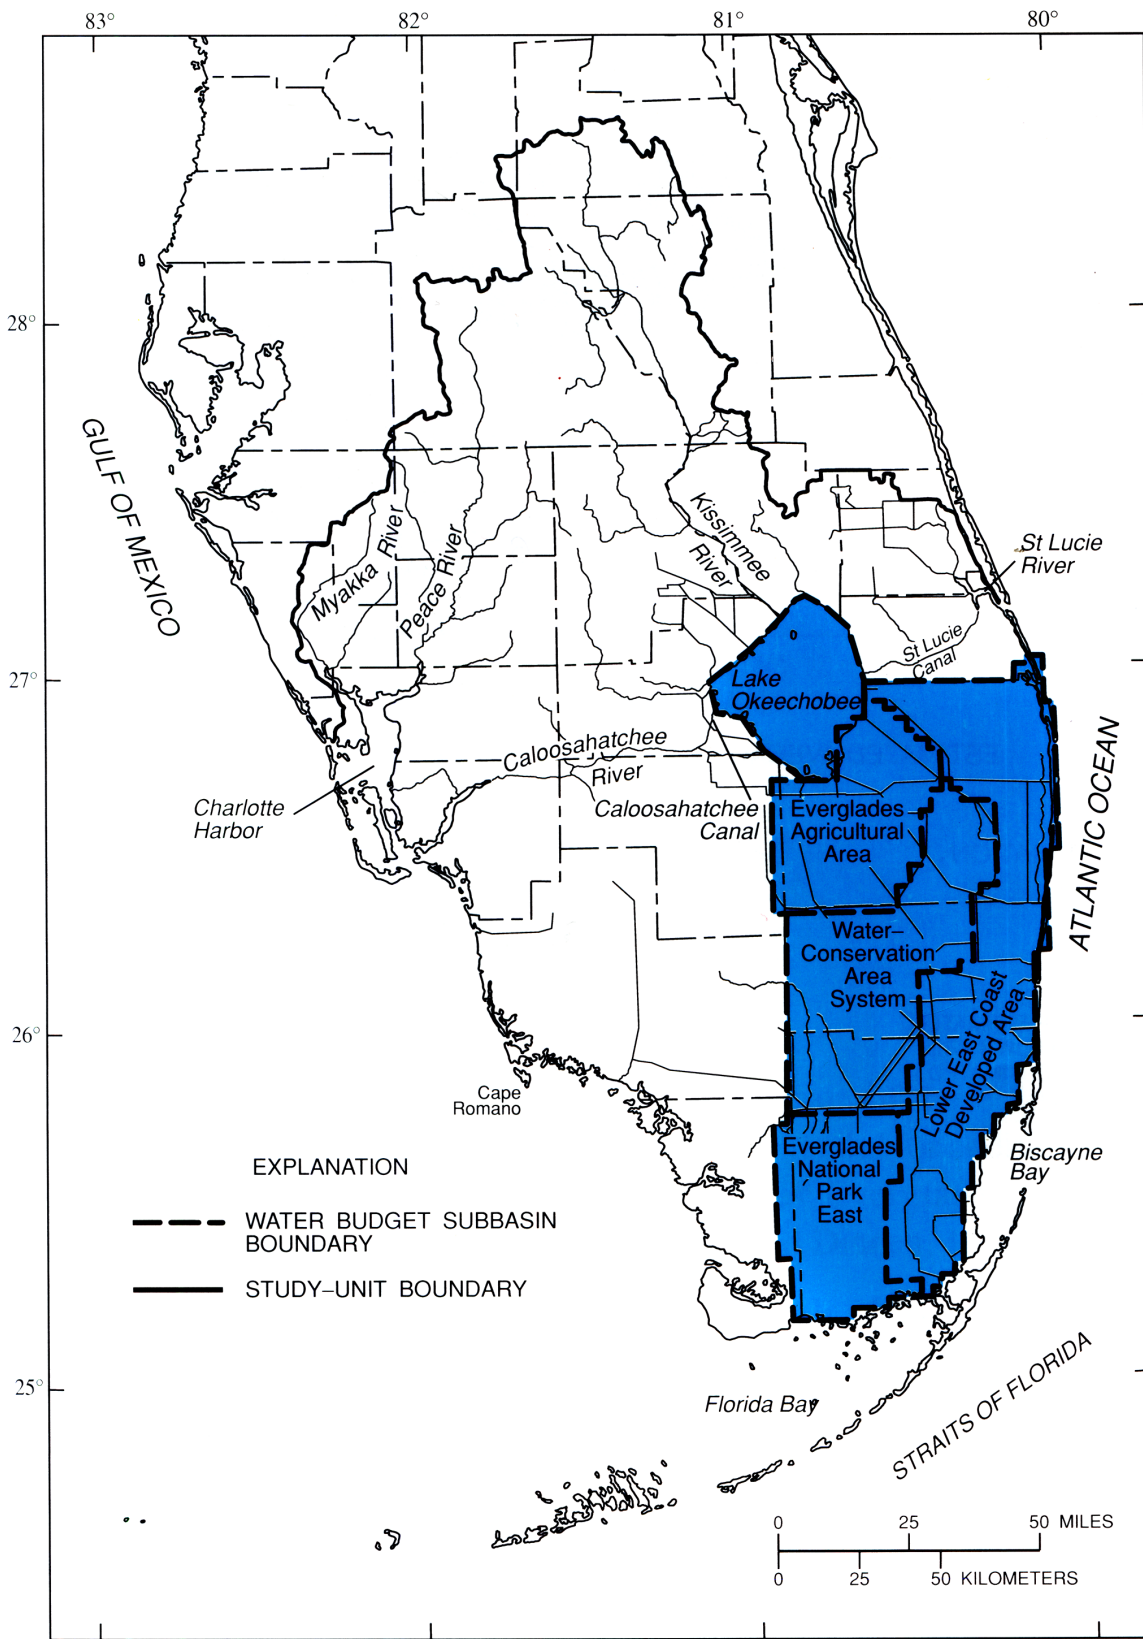 83°
82°
81°
80°
28°
27°
26°
25°
GULF OF MEXICO
Myakka River
Peace River
Kissimmee
River
St Lucie
River
St Lucie
Canal
Lake
Okeechobee
Caloosahatchee
River
Caloosahatchee
Canal
Charlotte
Harbor
Everglades
Agricultural
Area
ATLANTIC OCEAN
Water–
Conservation
Area
System
Lower East Coast
Developed Area
Cape
Romano
Everglades
National
Park
East
Biscayne
Bay
EXPLANATION
WATER BUDGET SUBBASIN
BOUNDARY
STUDY–UNIT BOUNDARY
Florida Bay
STRAITS OF FLORIDA
0 25 50 MILES
0 25 50 KILOMETERS